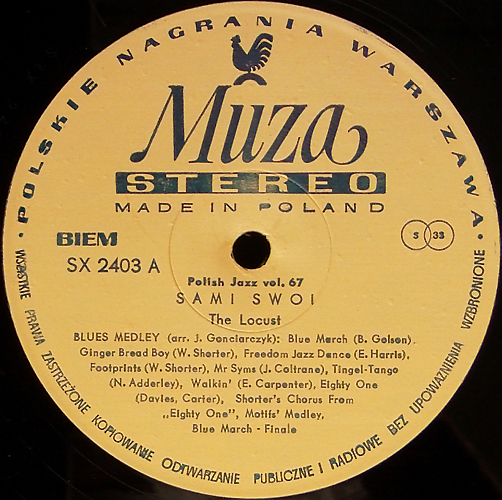 • POLSKIE NAGRANIA WARSZAWA •
Muza
STEREO
MADE IN POLAND
BIEM
S 33
SX 2403 A
Polish Jazz vol. 67
SAMI SWOI
The Locust
BLUES MEDLEY (arr. J. Gonciarczyk): Blue March (B. Golson).
Ginger Bread Boy (W. Shorter), Freedom Jazz Dance (E. Harris),
Footprints (W. Shorter), Mr Syms (J. Coltrane), Tingel-Tango
(N. Adderley), Walkin' (E. Carpenter), Eighty One
(Davies, Carter), Shorter's Chorus From
„Eighty One", Motifs' Medley,
Blue March - Finale
WSZYSTKIE PRAWA ZASTRZEŻONE KOPIOWANIE ODTWARZANIE PUBLICZNE I RADIOWE BEZ UPOWAŻNIENIA WZBRONIONE